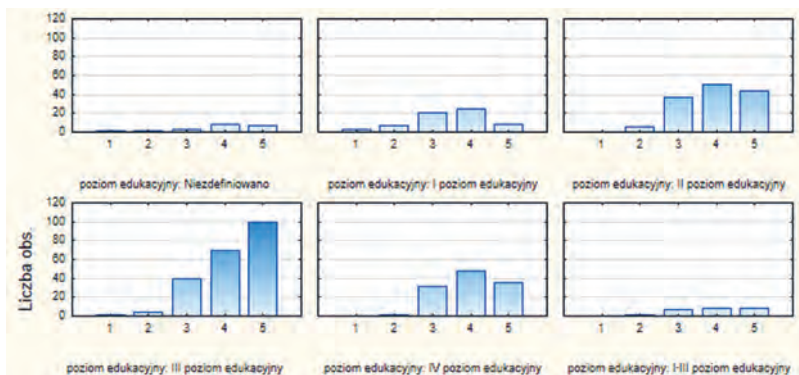 120
100
80
60
40
20
0
1 2 3 4 5
1 2 3 4 5
1 2 3 4 5
poziom edukacyjny: Niezdefiniowano
poziom edukacyjny: I poziom edukacyjny
poziom edukacyjny: II poziom edukacyjny
Liczba obs.
120
100
80
60
40
20
0
1 2 3 4 5
1 2 3 4 5
1 2 3 4 5
poziom edukacyjny: III poziom edukacyjny
poziom edukacyjny: IV poziom edukacyjny
poziom edukacyjny: I-III poziom edukacyjny